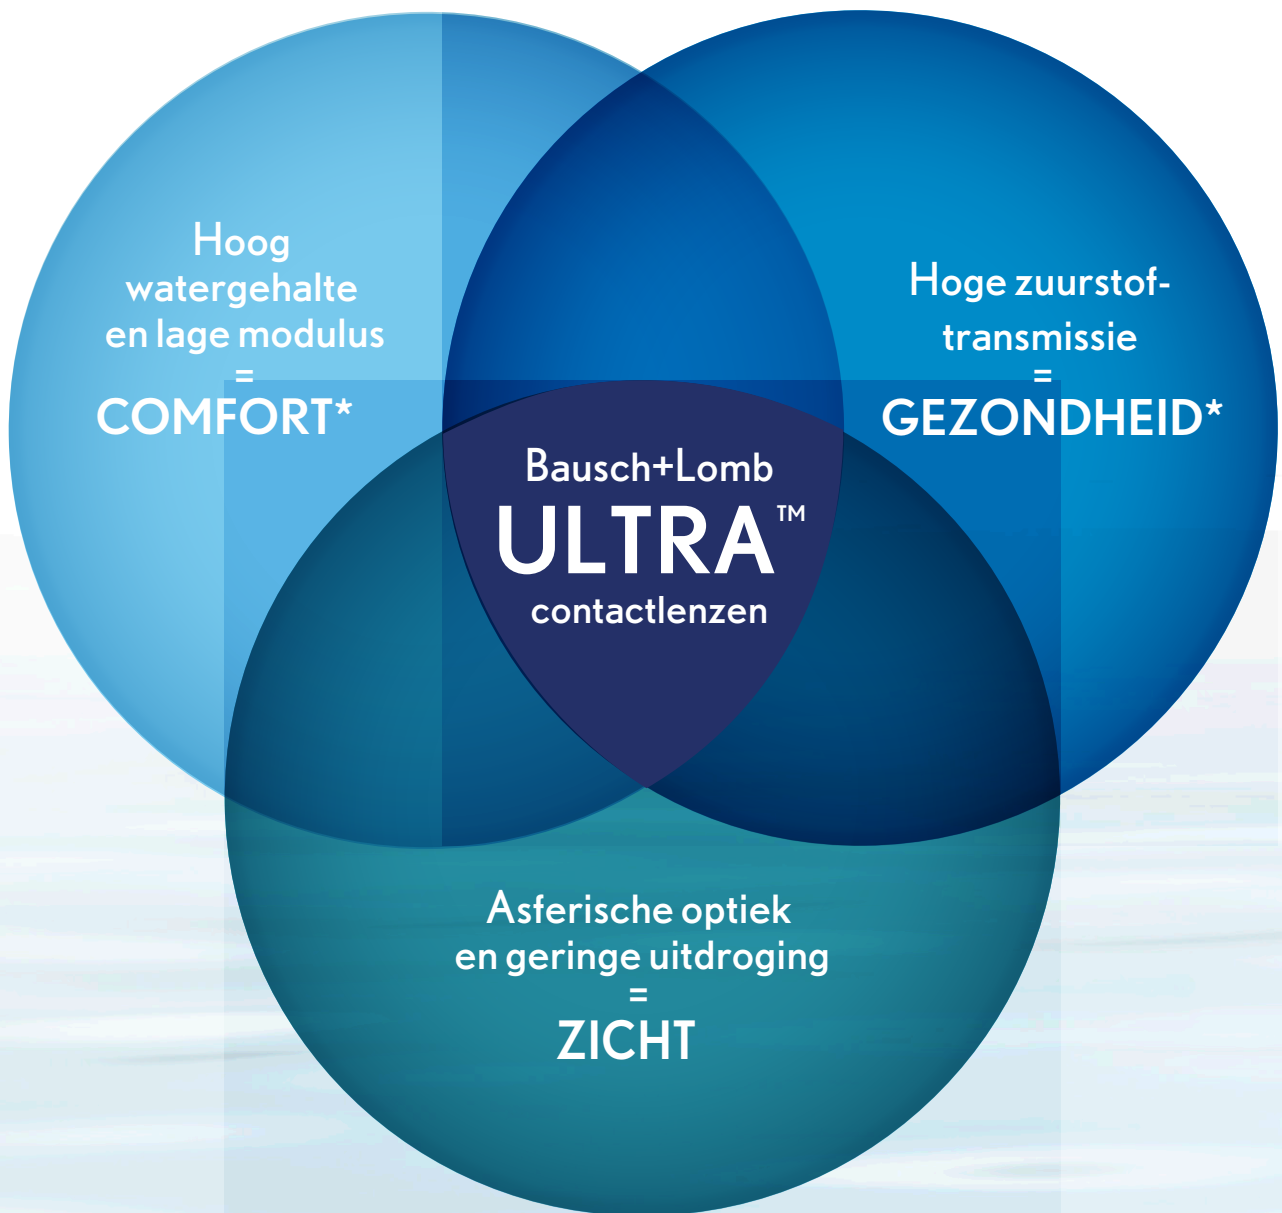 Hoog
watergehalte
en lage modulus
=
COMFORT*
Hoge zuurstof-
transmissie
=
GEZONDHEID*
Bausch+Lomb
ULTRA™
contactlenzen
Asferische optiek
en geringe uitdroging
=
ZICHT